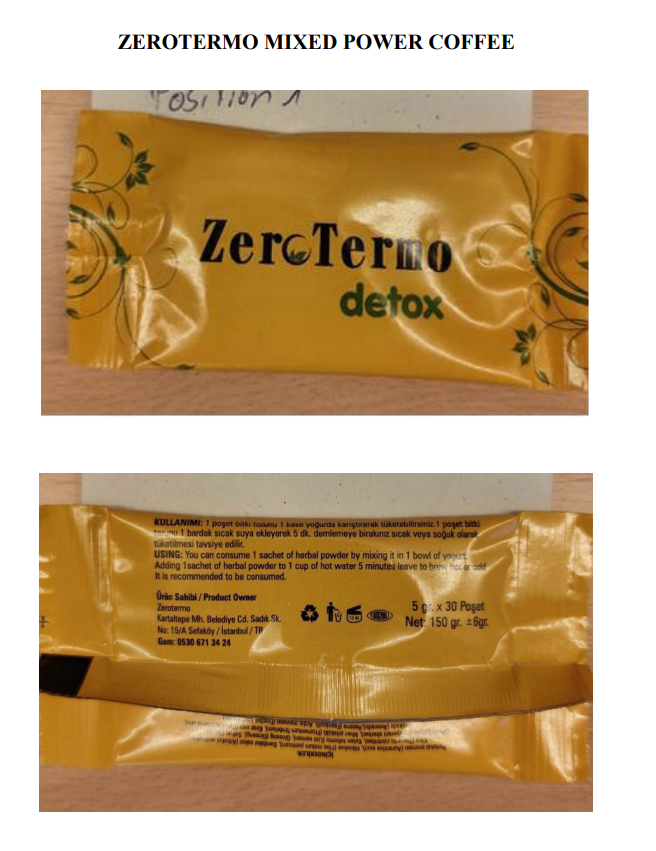 ZEROTERMO MIXED POWER COFFEE
Position 1
ZeroTermo
detox
KULLANIMI: 1 poşet bitki tozunu 1 kase yoğurda karıştırarak tüketebilirsiniz.1 poşet bitki
tozunu 1 bardak sıcak suya ekleyerek 5 dk. demlemeye bırakınız sıcak veya soğuk olarak
tüketilmesi tavsiye edilir.
USING: You can consume 1 sachet of herbal powder by mixing it in 1 bowl of yogurt.
Adding 1sachet of herbal powder to 1 cup of hot water 5 minutes leave to brew hot or cold
It is recommended to be consumed.
Ürün Sahibi / Product Owner
Zerotermo
Kartaltepe Mh. Belediye Cd. Sadık Sk.
No: 15/A Sefaköy / İstanbul / TR
Gsm: 0530 671 34 24
5 gr. x 30 Poşet
Net: 150 gr. ±6gr.
İÇİNDEKİLER: